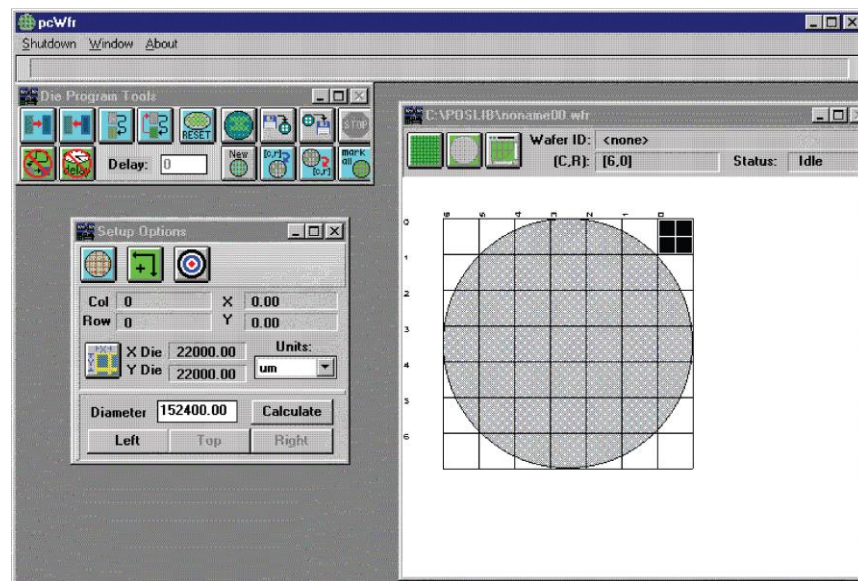 pcWfr
Shutdown Window About
Die Program Tools
RESET
STOP
delay
Delay: 0
New
[c,r]
[c,r]
mark all
C:\POSLIB\noname00.wfr
Wafer ID: <none>
(C,R): [6,0] Status: Idle
Setup Options
Col 0 X 0.00
Row 0 Y 0.00
X Die 22000.00 Units:
Y Die 22000.00 um
Diameter 152400.00 Calculate
Left Top Right
6 5 4 3 2 1 0
0
1
2
3
4
5
6